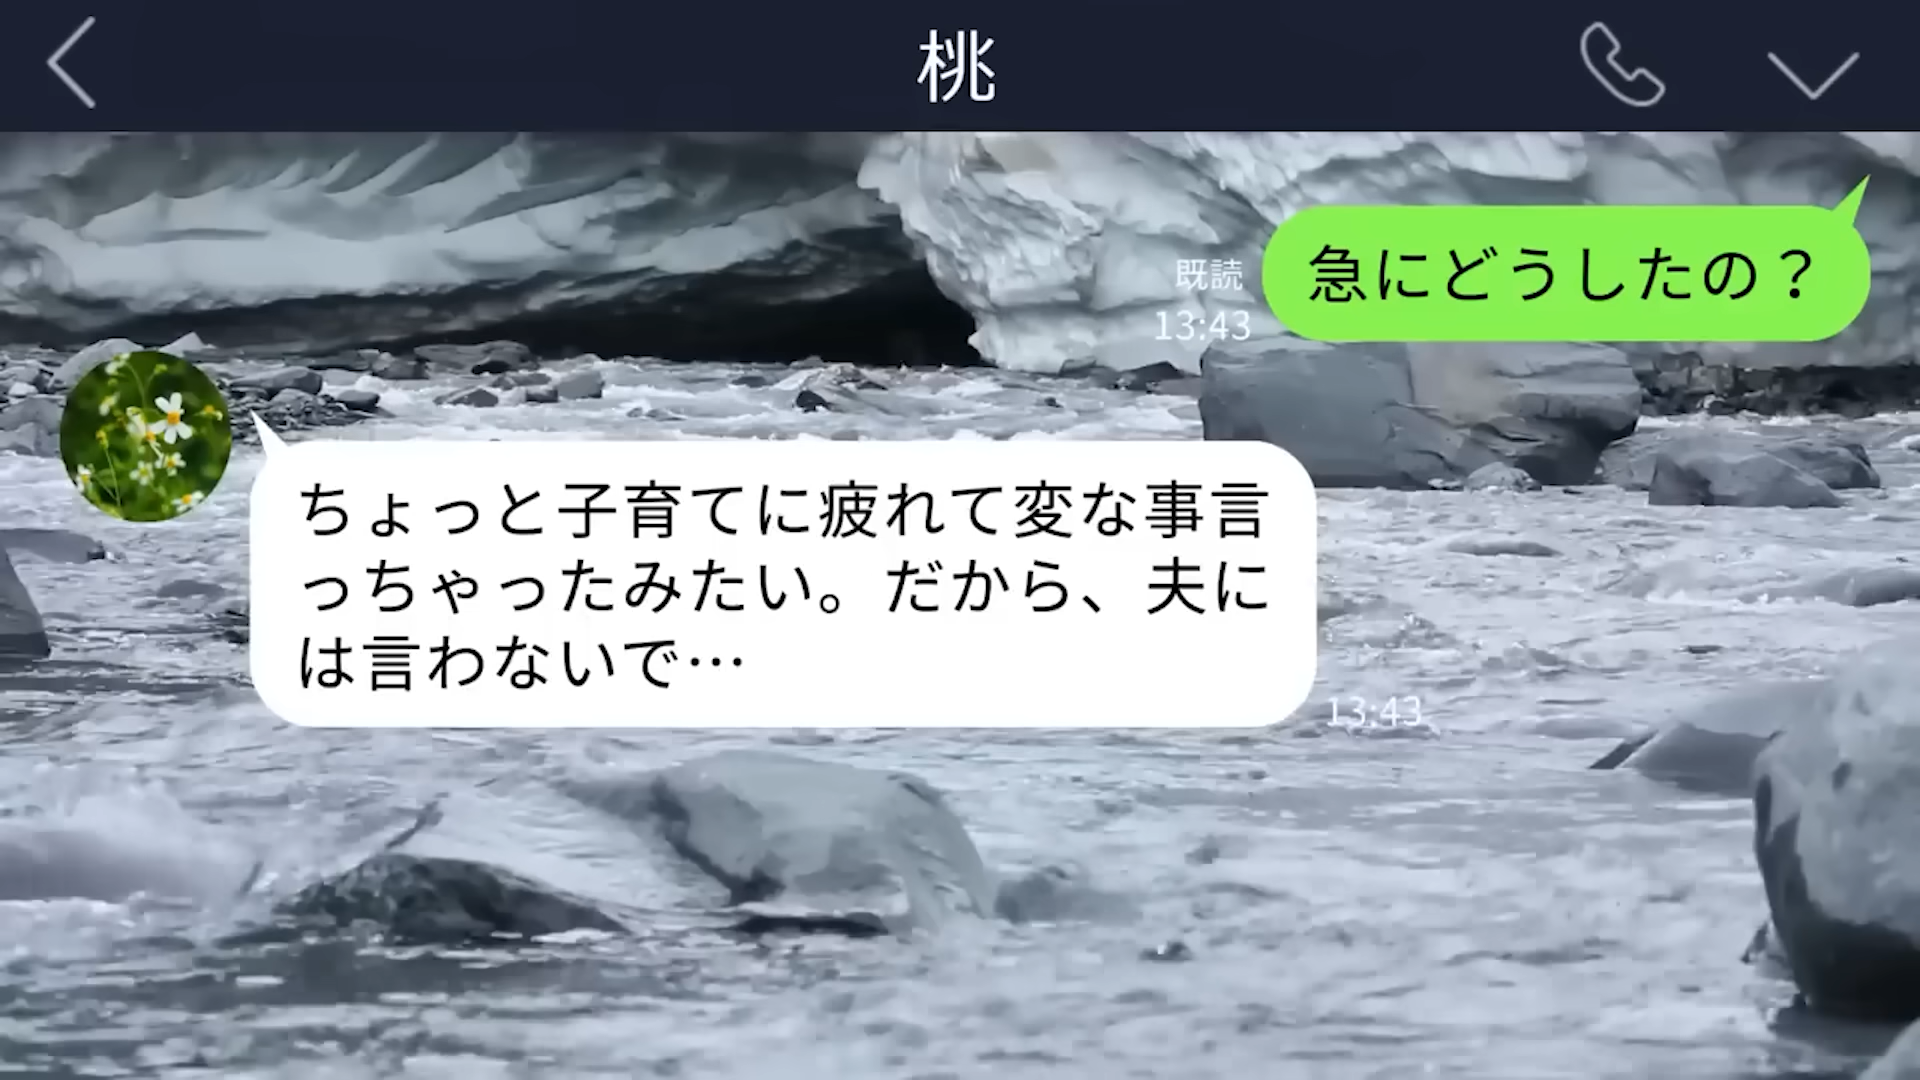 桃
急にどうしたの？
既読
13:43
ちょっと子育てに疲れて変な事言
っちゃったみたい。だから、夫に
は言わないで…
13:43